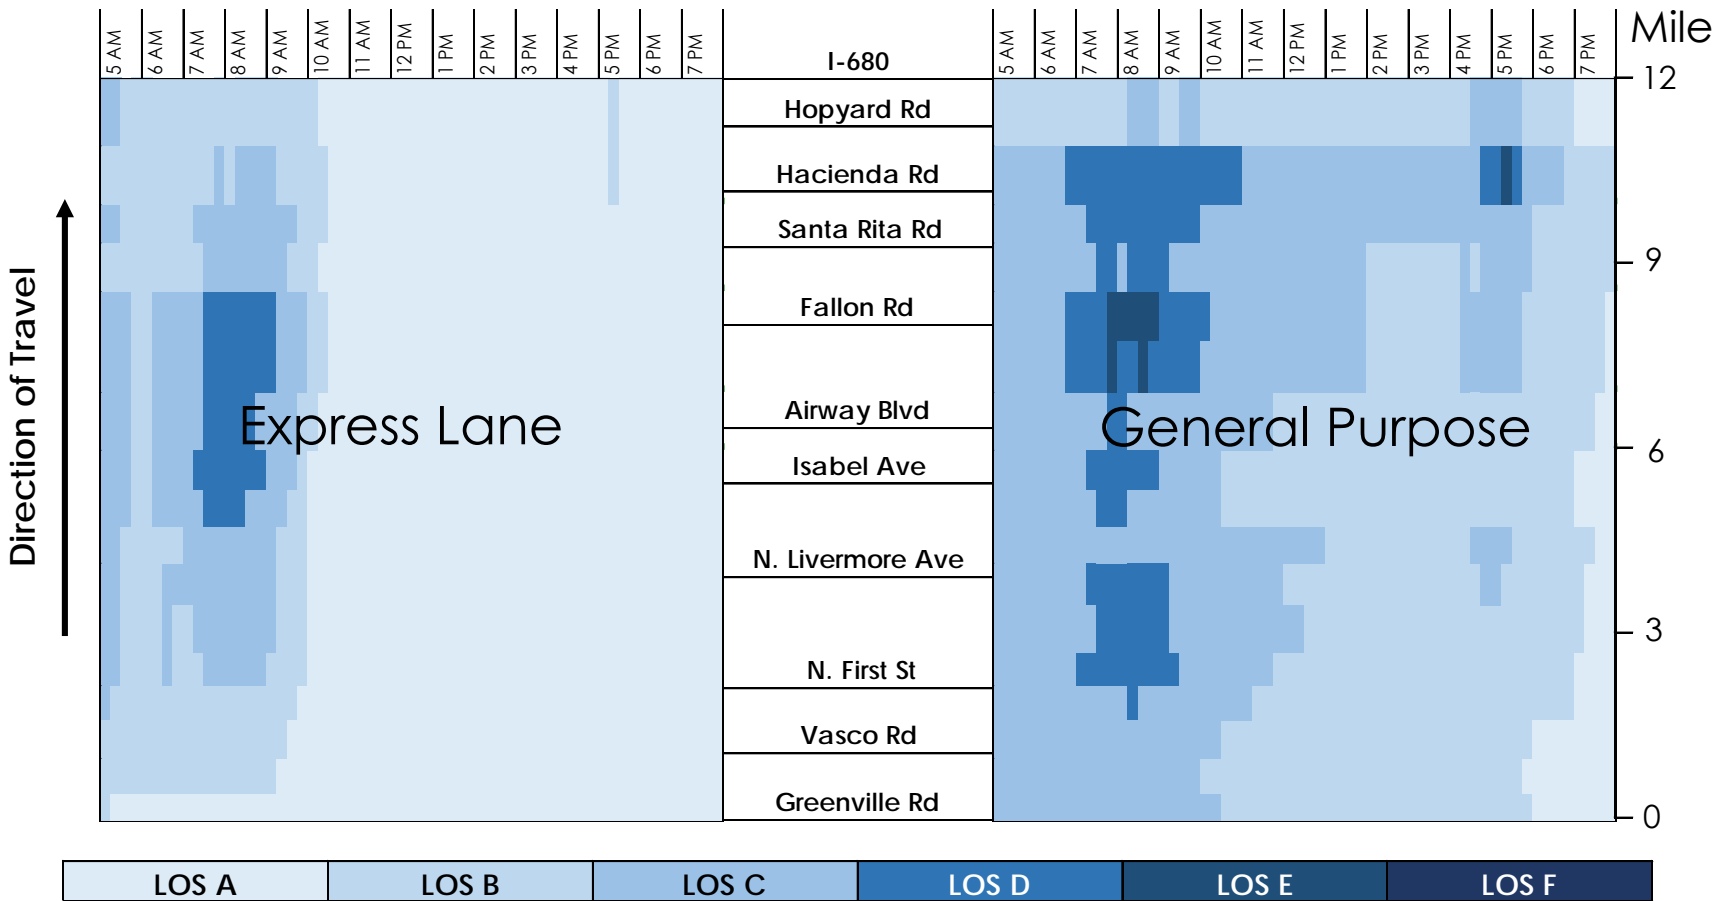 5 AM 6 AM 7 AM 8 AM 9 AM 10 AM 11 AM 12 PM 1 PM 2 PM 3 PM 4 PM 5 PM 6 PM 7 PM
I-680
5 AM 6 AM 7 AM 8 AM 9 AM 10 AM 11 AM 12 PM 1 PM 2 PM 3 PM 4 PM 5 PM 6 PM 7 PM
Mile
12
Hopyard Rd
Hacienda Rd
Santa Rita Rd
9
Fallon Rd
Direction of Travel
Airway Blvd
Express Lane
General Purpose
6
Isabel Ave
N. Livermore Ave
3
N. First St
Vasco Rd
Greenville Rd
0
LOS A LOS B LOS C LOS D LOS E LOS F